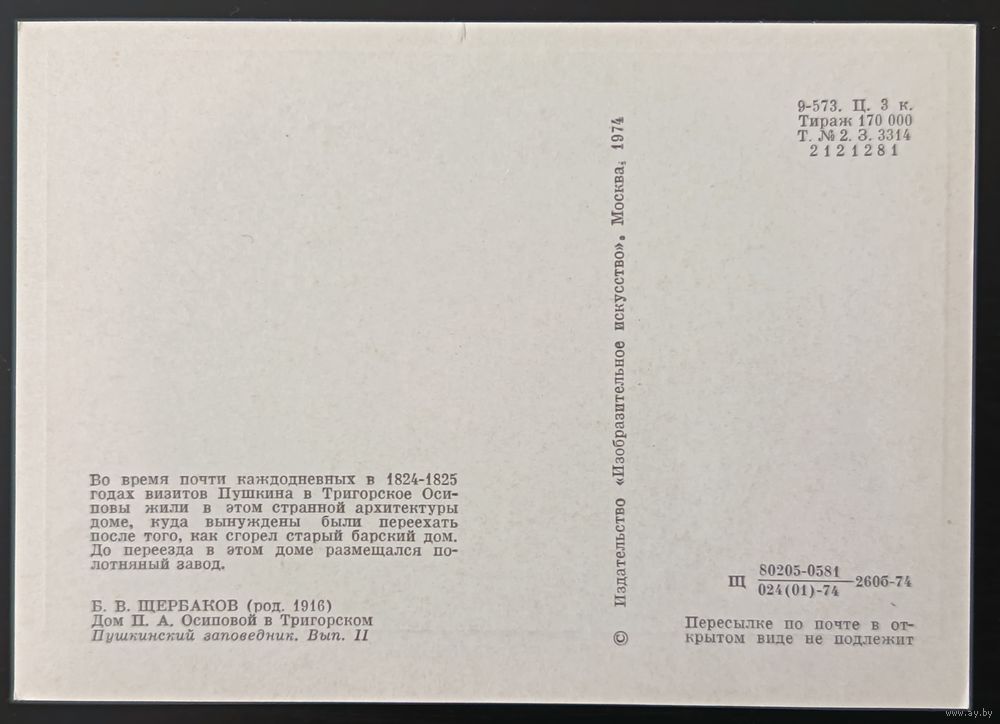 9-573. Ц. 3 к.
Тираж 170 000
Т. № 2. З. 3314
2121281
Издательство «Изобразительное искусство». Москва, 1974
©
Во время почти каждодневных в 1824-1825
годах визитов Пушкина в Тригорское Оси-
повы жили в этом странной архитектуры
доме, куда вынуждены были переехать
после того, как сгорел старый барский дом.
До переезда в этом доме размещался по-
лотняный завод.
Б. В. ЩЕРБАКОВ (род. 1916)
Дом П. А. Осиповой в Тригорском
Пушкинский заповедник. Вып. II
80205-0581
Щ 260б-74
024(01)-74
Пересылке по почте в от-
крытом виде не подлежит
www.ay.by